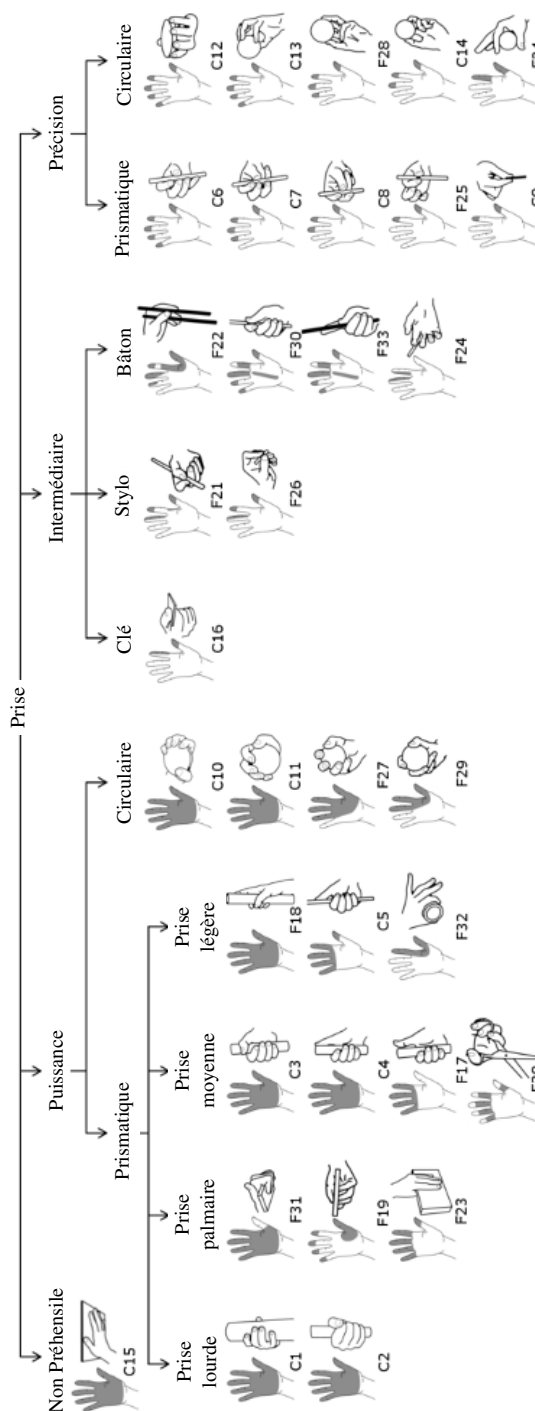 Prise
Non Préhensile Puissance Intermédiaire Précision
Prismatique Circulaire Clé Stylo Bâton Prismatique Circulaire
Prise lourde Prise palmaire Prise moyenne Prise légère
C15
C1
C2
F31
F19
F23
C3
C4
F17
F18
C5
F32
C10
C11
F27
F29
C16
F21
F26
F22
F30
F33
F24
C6
C7
C8
F25
C12
C13
F28
C14